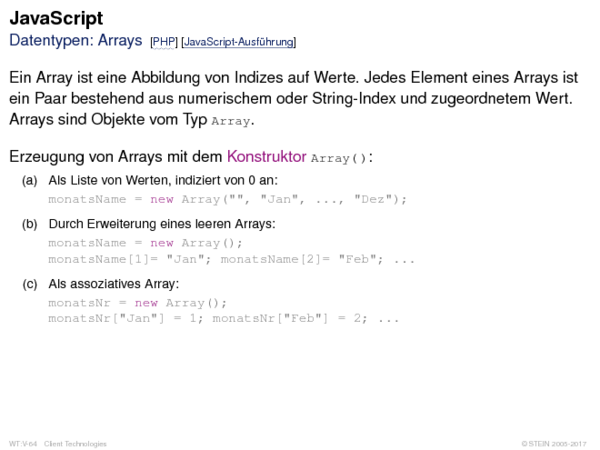 JavaScript
Datentypen: Arrays [PHP] [JavaScript-Ausführung]
Ein Array ist eine Abbildung von Indizes auf Werte. Jedes Element eines Arrays ist
ein Paar bestehend aus numerischem oder String-Index und zugeordnetem Wert.
Arrays sind Objekte vom Typ Array.
Erzeugung von Arrays mit dem Konstruktor Array():
(a) Als Liste von Werten, indiziert von 0 an:
monatsName = new Array("", "Jan", ..., "Dez");
(b) Durch Erweiterung eines leeren Arrays:
monatsName = new Array();
monatsName[1]= "Jan"; monatsName[2]= "Feb"; ...
(c) Als assoziatives Array:
monatsNr = new Array();
monatsNr["Jan"] = 1; monatsNr["Feb"] = 2; ...
WT:V-64 Client Technologies © STEIN 2005-2017